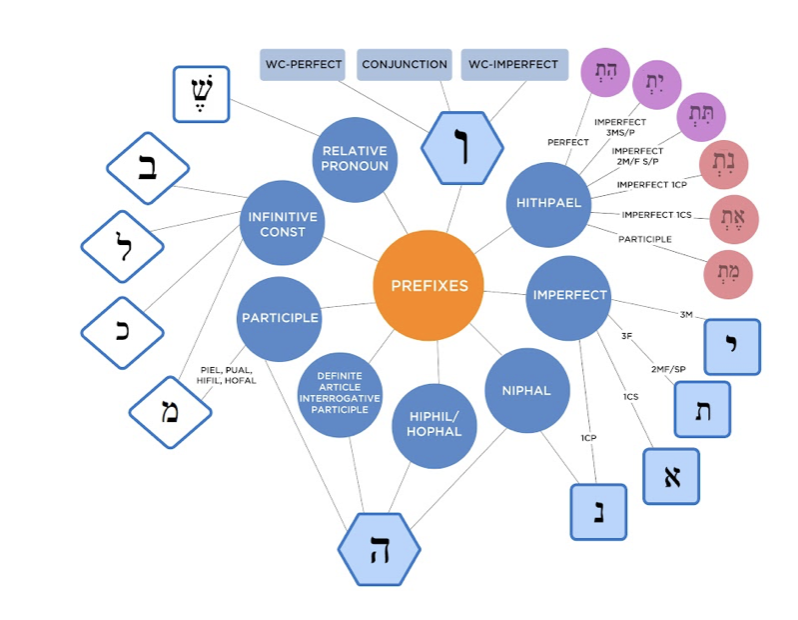 WC-PERFECT
CONJUNCTION
WC-IMPERFECT
שֶׁ
ו
הִתְ
יִתְ
תִּתְ
נִתְ
אֶתְ
מִתְ
PERFECT
IMPERFECT
3MS/P
IMPERFECT
2M/F S/P
IMPERFECT 1CP
IMPERFECT 1CS
PARTICIPLE
RELATIVE
PRONOUN
HITHPAEL
ב
INFINITIVE
CONST
ל
PREFIXES
IMPERFECT
PARTICIPLE
כ
3M
י
3F
2MF/SP
ת
1CS
א
1CP
נ
PIEL, PUAL,
HIFIL, HOFAL
מ
DEFINITE
ARTICLE
INTERROGATIVE
PARTICIPLE
HIPHIL/
HOPHAL
NIPHAL
ה